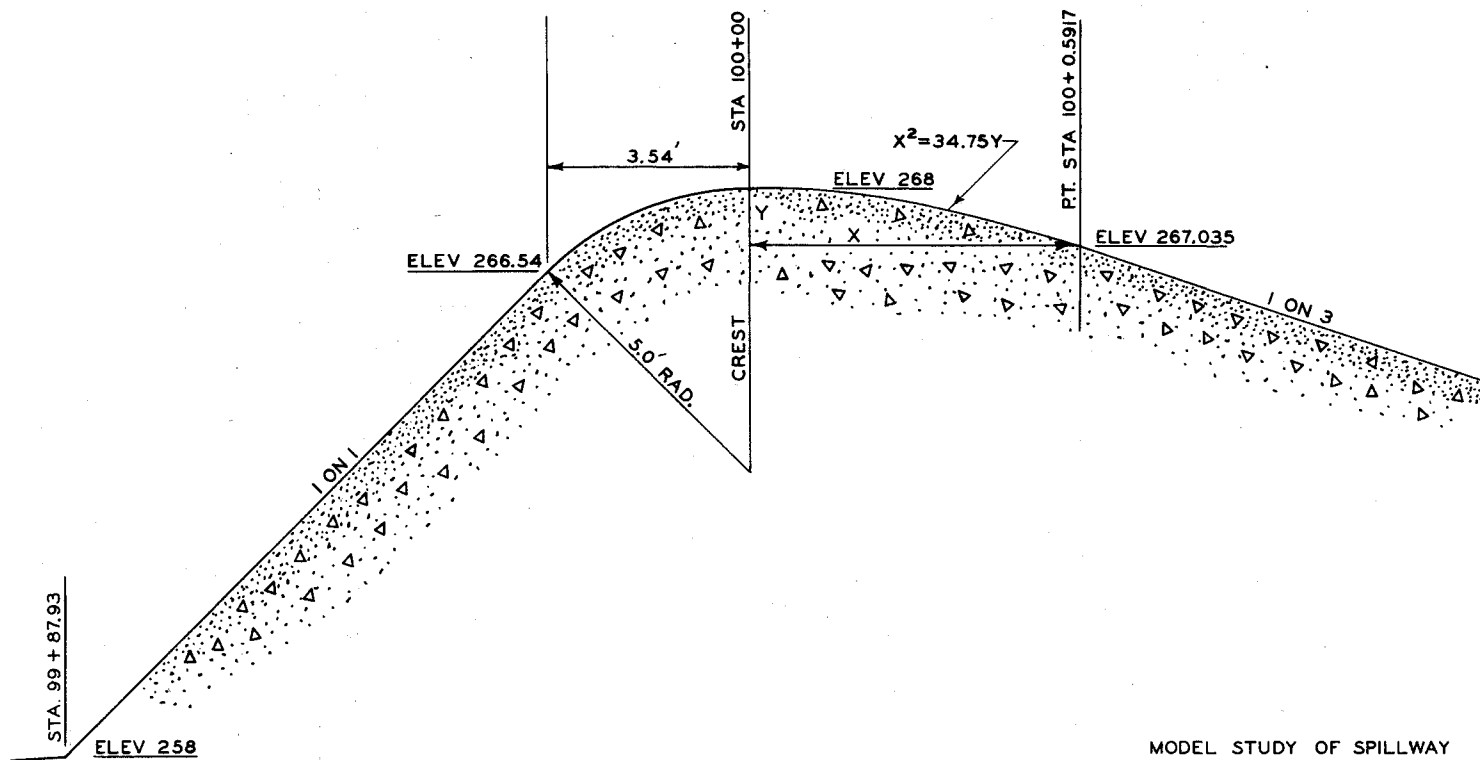 STA 100+00
P.T. STA 100+0.5917
3.54'
X²=34.75Y
ELEV 268
Y
X
ELEV 267.035
ELEV 266.54
1 ON 3
5.0' RAD.
CREST
1 ON 1
STA. 99+87.93
ELEV 258
MODEL STUDY OF SPILLWAY